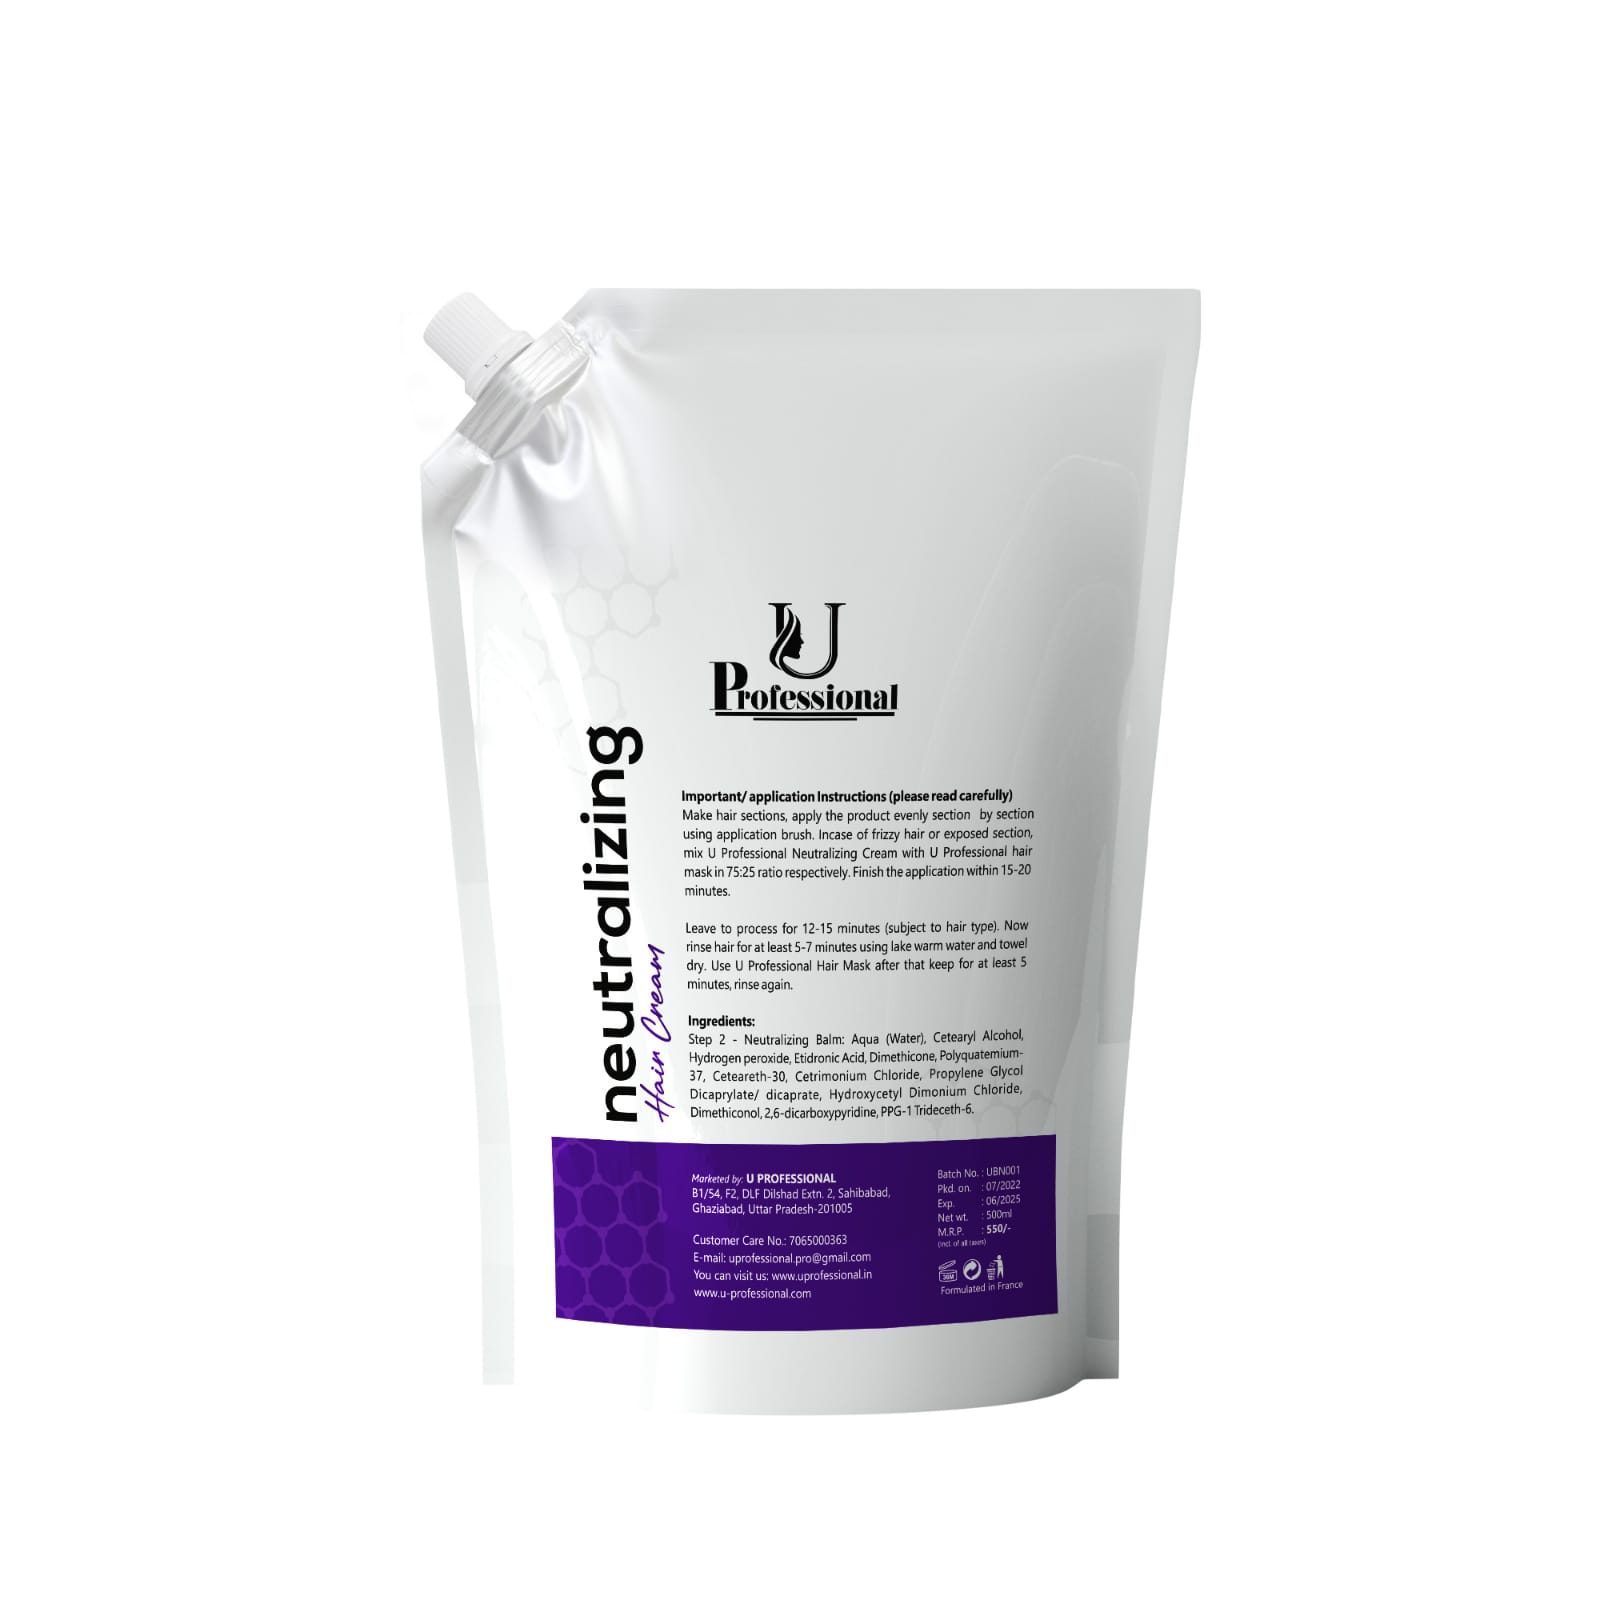 U
Professional
neutralizing
Hair Cream
Important/ application Instructions (please read carefully)
Make hair sections, apply the product evenly section by section
using application brush. Incase of frizzy hair or exposed section,
mix U Professional Neutralizing Cream with U Professional hair
mask in 75:25 ratio respectively. Finish the application within 15-20
minutes.
Leave to process for 12-15 minutes (subject to hair type). Now
rinse hair for at least 5-7 minutes using lake warm water and towel
dry. Use U Professional Hair Mask after that keep for at least 5
minutes, rinse again.
Ingredients:
Step 2 - Neutralizing Balm: Aqua (Water), Cetearyl Alcohol,
Hydrogen peroxide, Etidronic Acid, Dimethicone, Polyquatemium-
37, Ceteareth-30, Cetrimonium Chloride, Propylene Glycol
Dicaprylate/ dicaprate, Hydroxycetyl Dimonium Chloride,
Dimethiconol, 2,6-dicarboxypyridine, PPG-1 Trideceth-6.
Marketed by: U PROFESSIONAL
B1/54, F2, DLF Dilshad Extn. 2, Sahibabad,
Ghaziabad, Uttar Pradesh-201005
Customer Care No.: 7065000363
E-mail: uprofessional.pro@gmail.com
You can visit us: www.uprofessional.in
www.u-professional.com
Batch No. : UBN001
Pkd. on. : 07/2022
Exp. : 06/2025
Net wt. : 500ml
M.R.P. : 550/-
(incl. of all taxes)
36M
Formulated in France